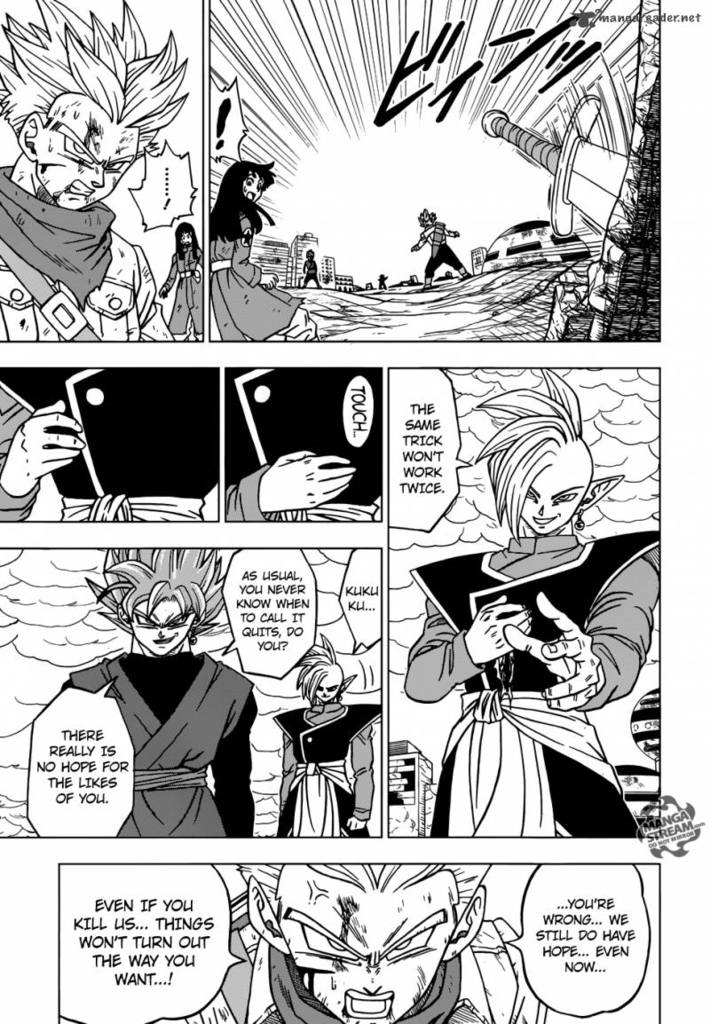 mangareader.net
ビィンッ
!
.......
THE
SAME
TRICK
WON'T
WORK
TWICE.
TOUCH...
KUKU
KU...
AS USUAL,
YOU NEVER
KNOW WHEN
TO CALL IT
QUITS, DO
YOU?
THERE
REALLY IS
NO HOPE FOR
THE LIKES
OF YOU.
MANGA
STREAM
DO NOT MIRROR
...YOU'RE
WRONG... WE
STILL DO HAVE
HOPE... EVEN
NOW...
EVEN IF YOU
KILL US... THINGS
WON'T TURN OUT
THE WAY YOU
WANT...!